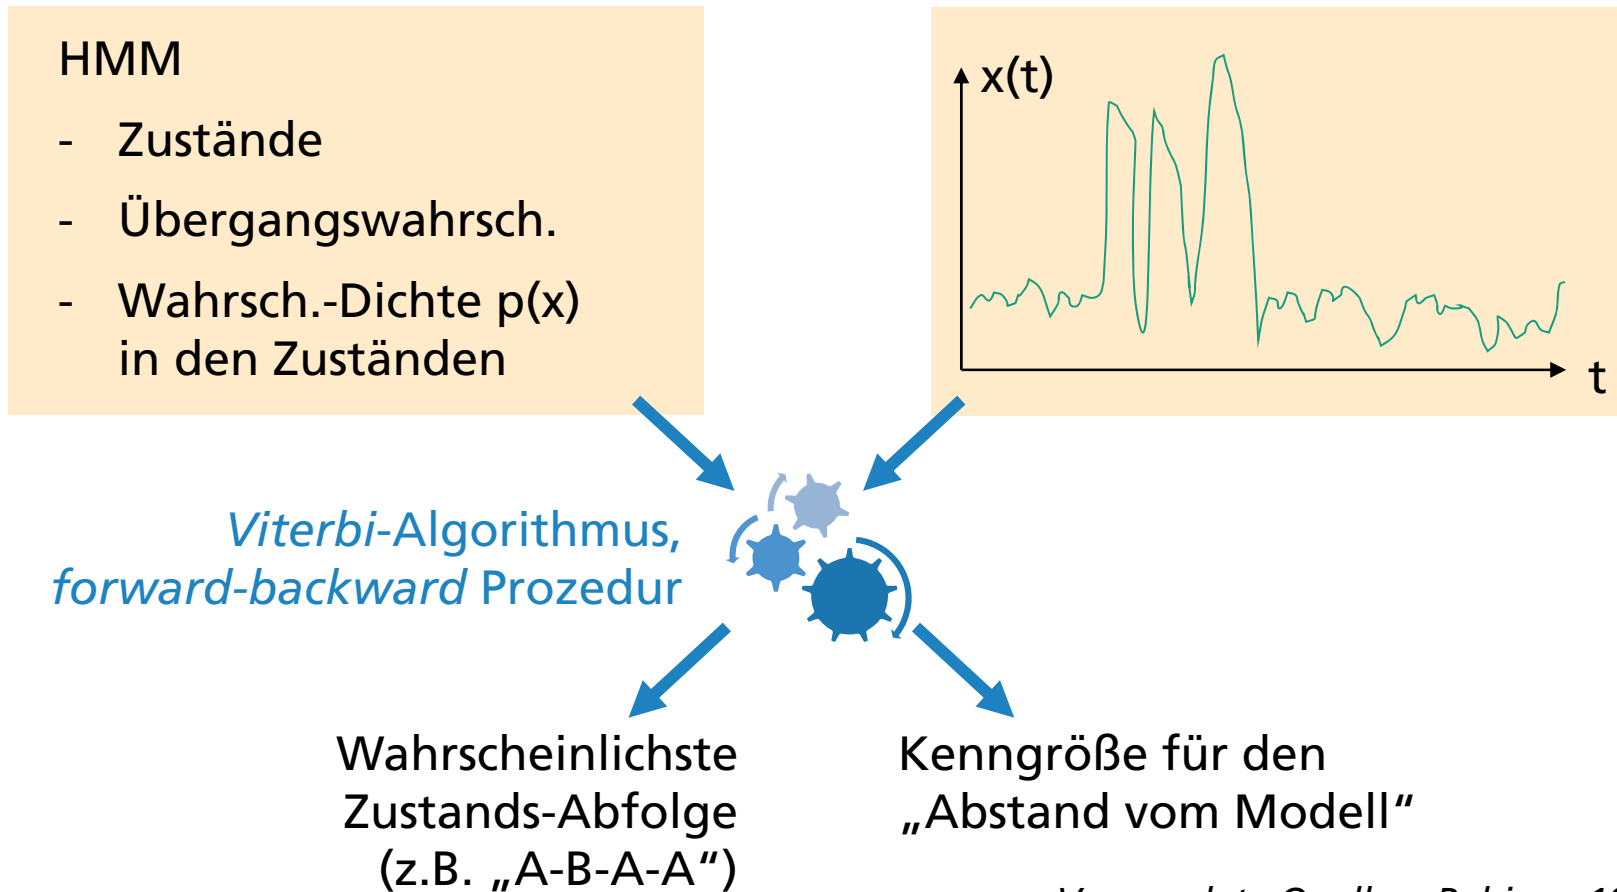 HMM
- Zustände
- Übergangswahrsch.
- Wahrsch.-Dichte p(x)
in den Zuständen
x(t)
t
Viterbi-Algorithmus,
forward-backward Prozedur
Wahrscheinlichste
Zustands-Abfolge
(z.B. „A-B-A-A“)
Kenngröße für den
„Abstand vom Modell“